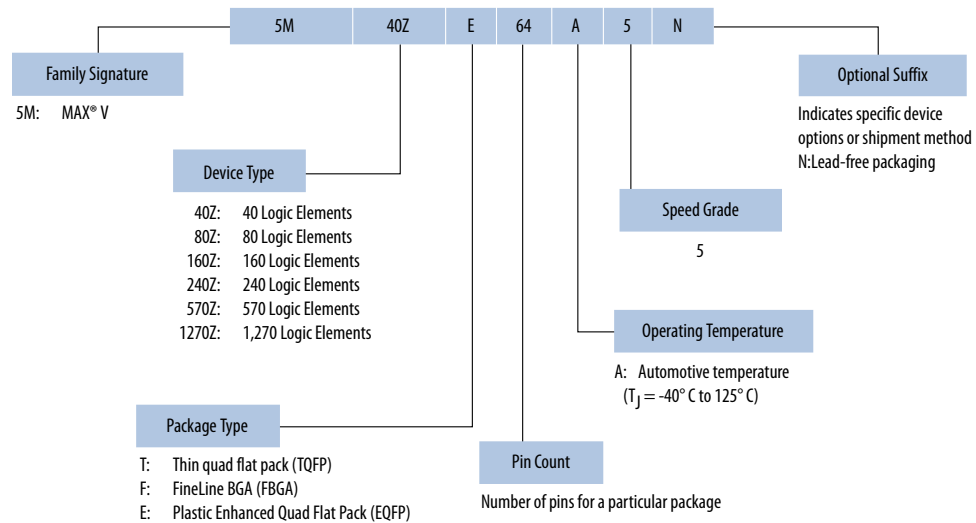 5M 40Z E 64 A 5 N
Family Signature
5M: MAX® V
Optional Suffix
Indicates specific device
options or shipment method
N:Lead-free packaging
Device Type
40Z: 40 Logic Elements
80Z: 80 Logic Elements
160Z: 160 Logic Elements
240Z: 240 Logic Elements
570Z: 570 Logic Elements
1270Z: 1,270 Logic Elements
Speed Grade
5
Operating Temperature
A: Automotive temperature
(TJ = -40° C to 125° C)
Package Type
T: Thin quad flat pack (TQFP)
F: FineLine BGA (FBGA)
E: Plastic Enhanced Quad Flat Pack (EQFP)
Pin Count
Number of pins for a particular package